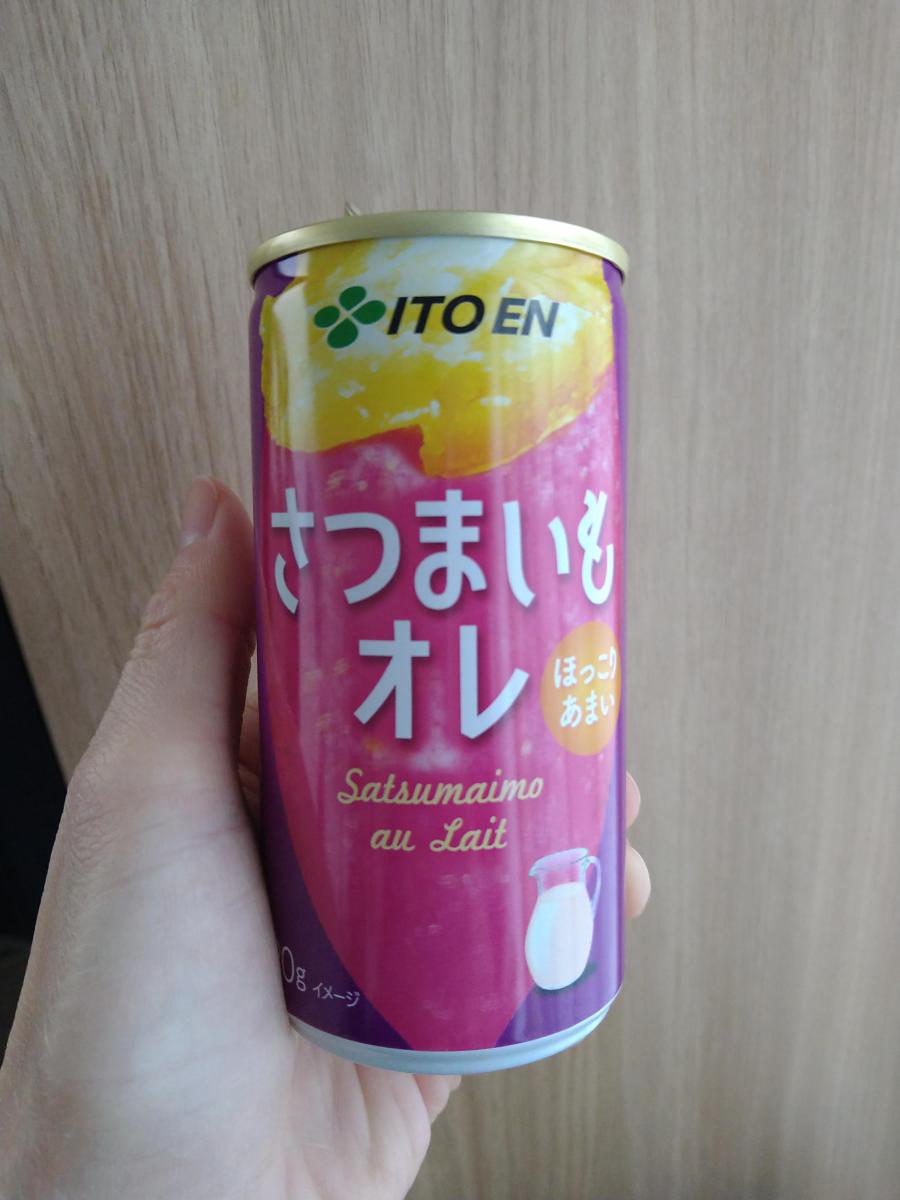 ITO EN
さつまいも
オレ
ほっこり
あまい
Satsumaimo
au Lait
0g イメージ